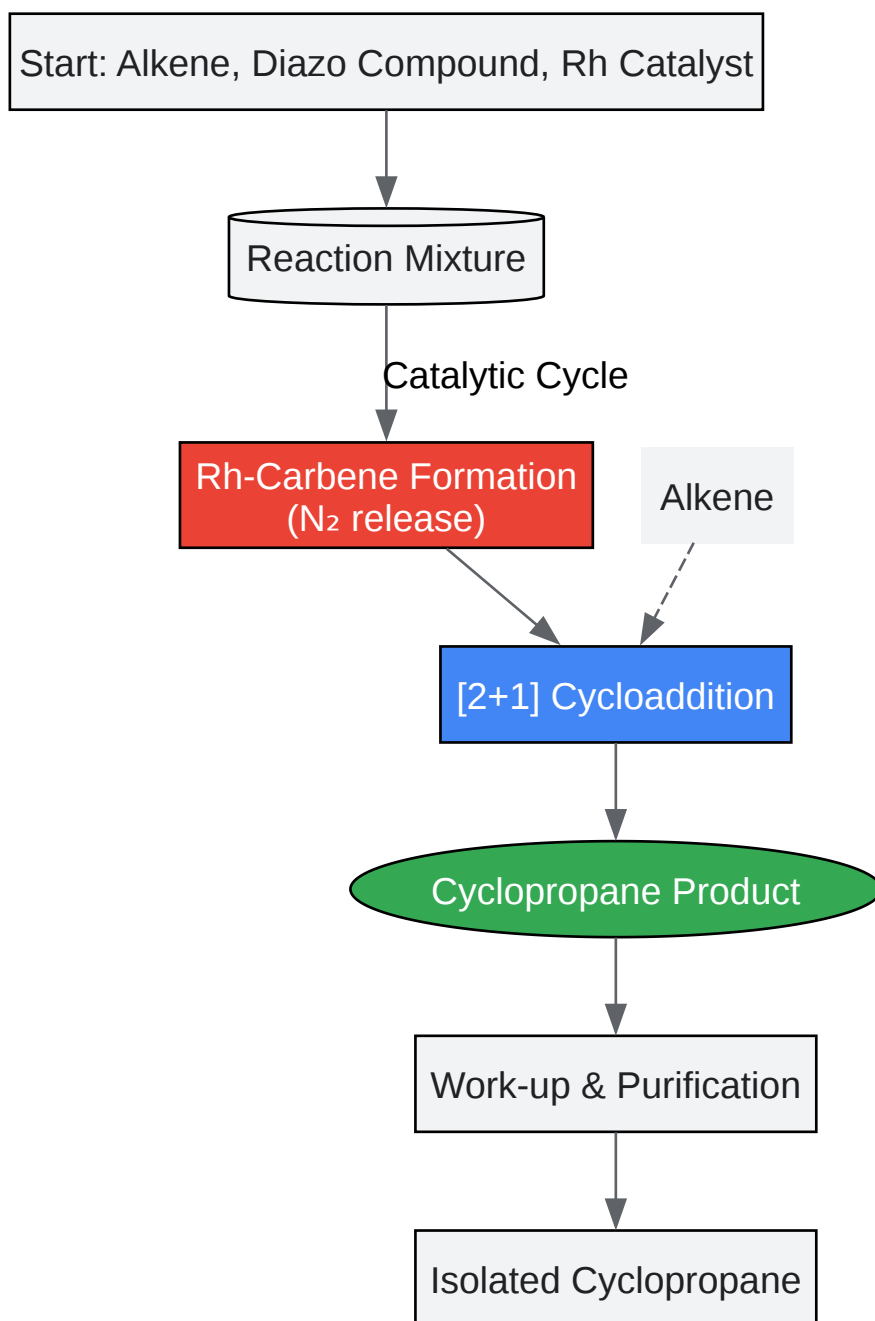 Start: Alkene, Diazo Compound, Rh Catalyst
Reaction Mixture
Catalytic Cycle
Rh-Carbene Formation
(N₂ release)
Alkene
[2+1] Cycloaddition
Cyclopropane Product
Work-up & Purification
Isolated Cyclopropane